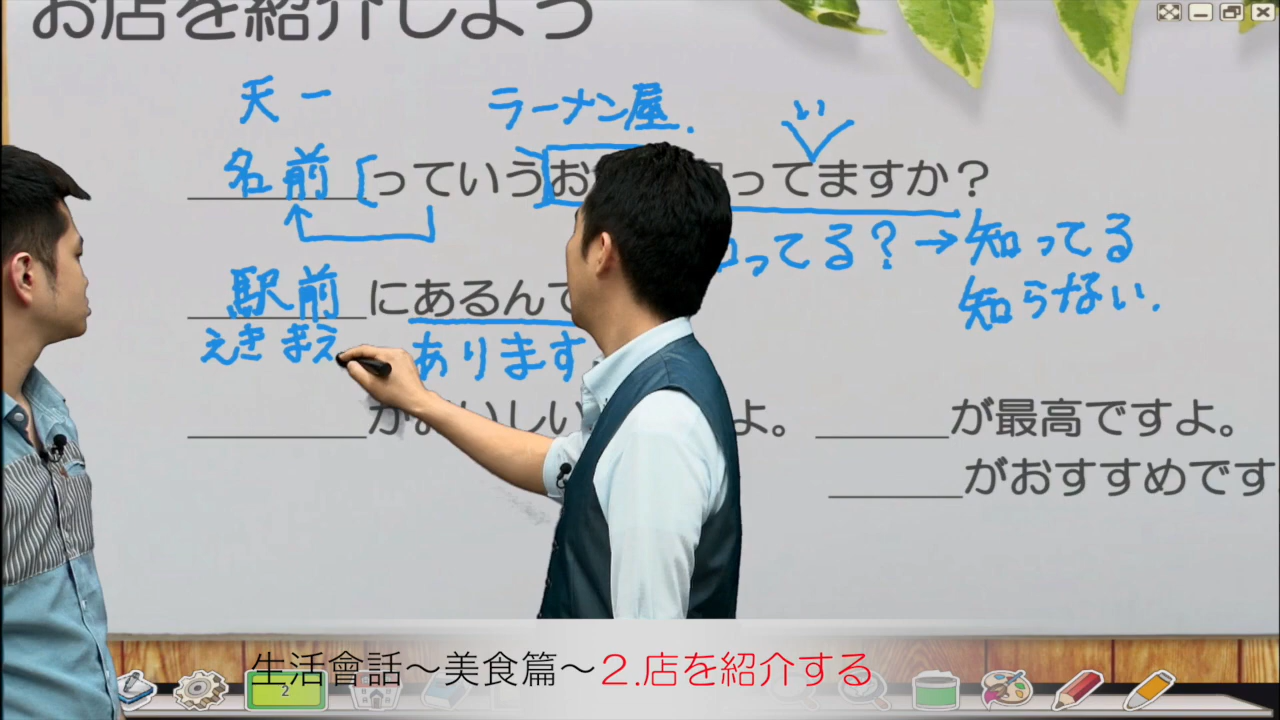 お店を紹介しよう
天一 ラーメン屋. い
名前 っていうお ってますか？
ってる？→知ってる
駅前 にあるんで 知らない.
えきまえ あります
がおいしい よ。 が最高ですよ。
がおすすめです
生活會話～美食篇～2.店を紹介する
2